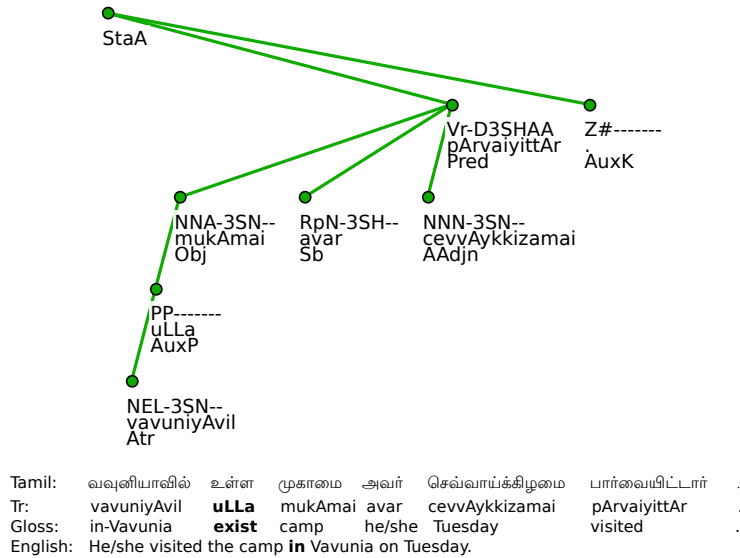 StaA
Vr-D3SHAA Z#-------
pArvaiyittAr .
Pred AuxK
NNA-3SN-- RpN-3SH-- NNN-3SN--
mukAmai avar cevvAykkizamai
Obj Sb AAdjn
PP-------
uLLa
AuxP
NEL-3SN--
vavuniyAvil
Atr
Tamil: வவுனியாவில் உள்ள முகாமை அவர் செவ்வாய்க்கிழமை பார்வையிட்டார் .
Tr: vavuniyAvil uLLa mukAmai avar cevvAykkizamai pArvaiyittAr .
Gloss: in-Vavunia exist camp he/she Tuesday visited .
English: He/she visited the camp in Vavunia on Tuesday.